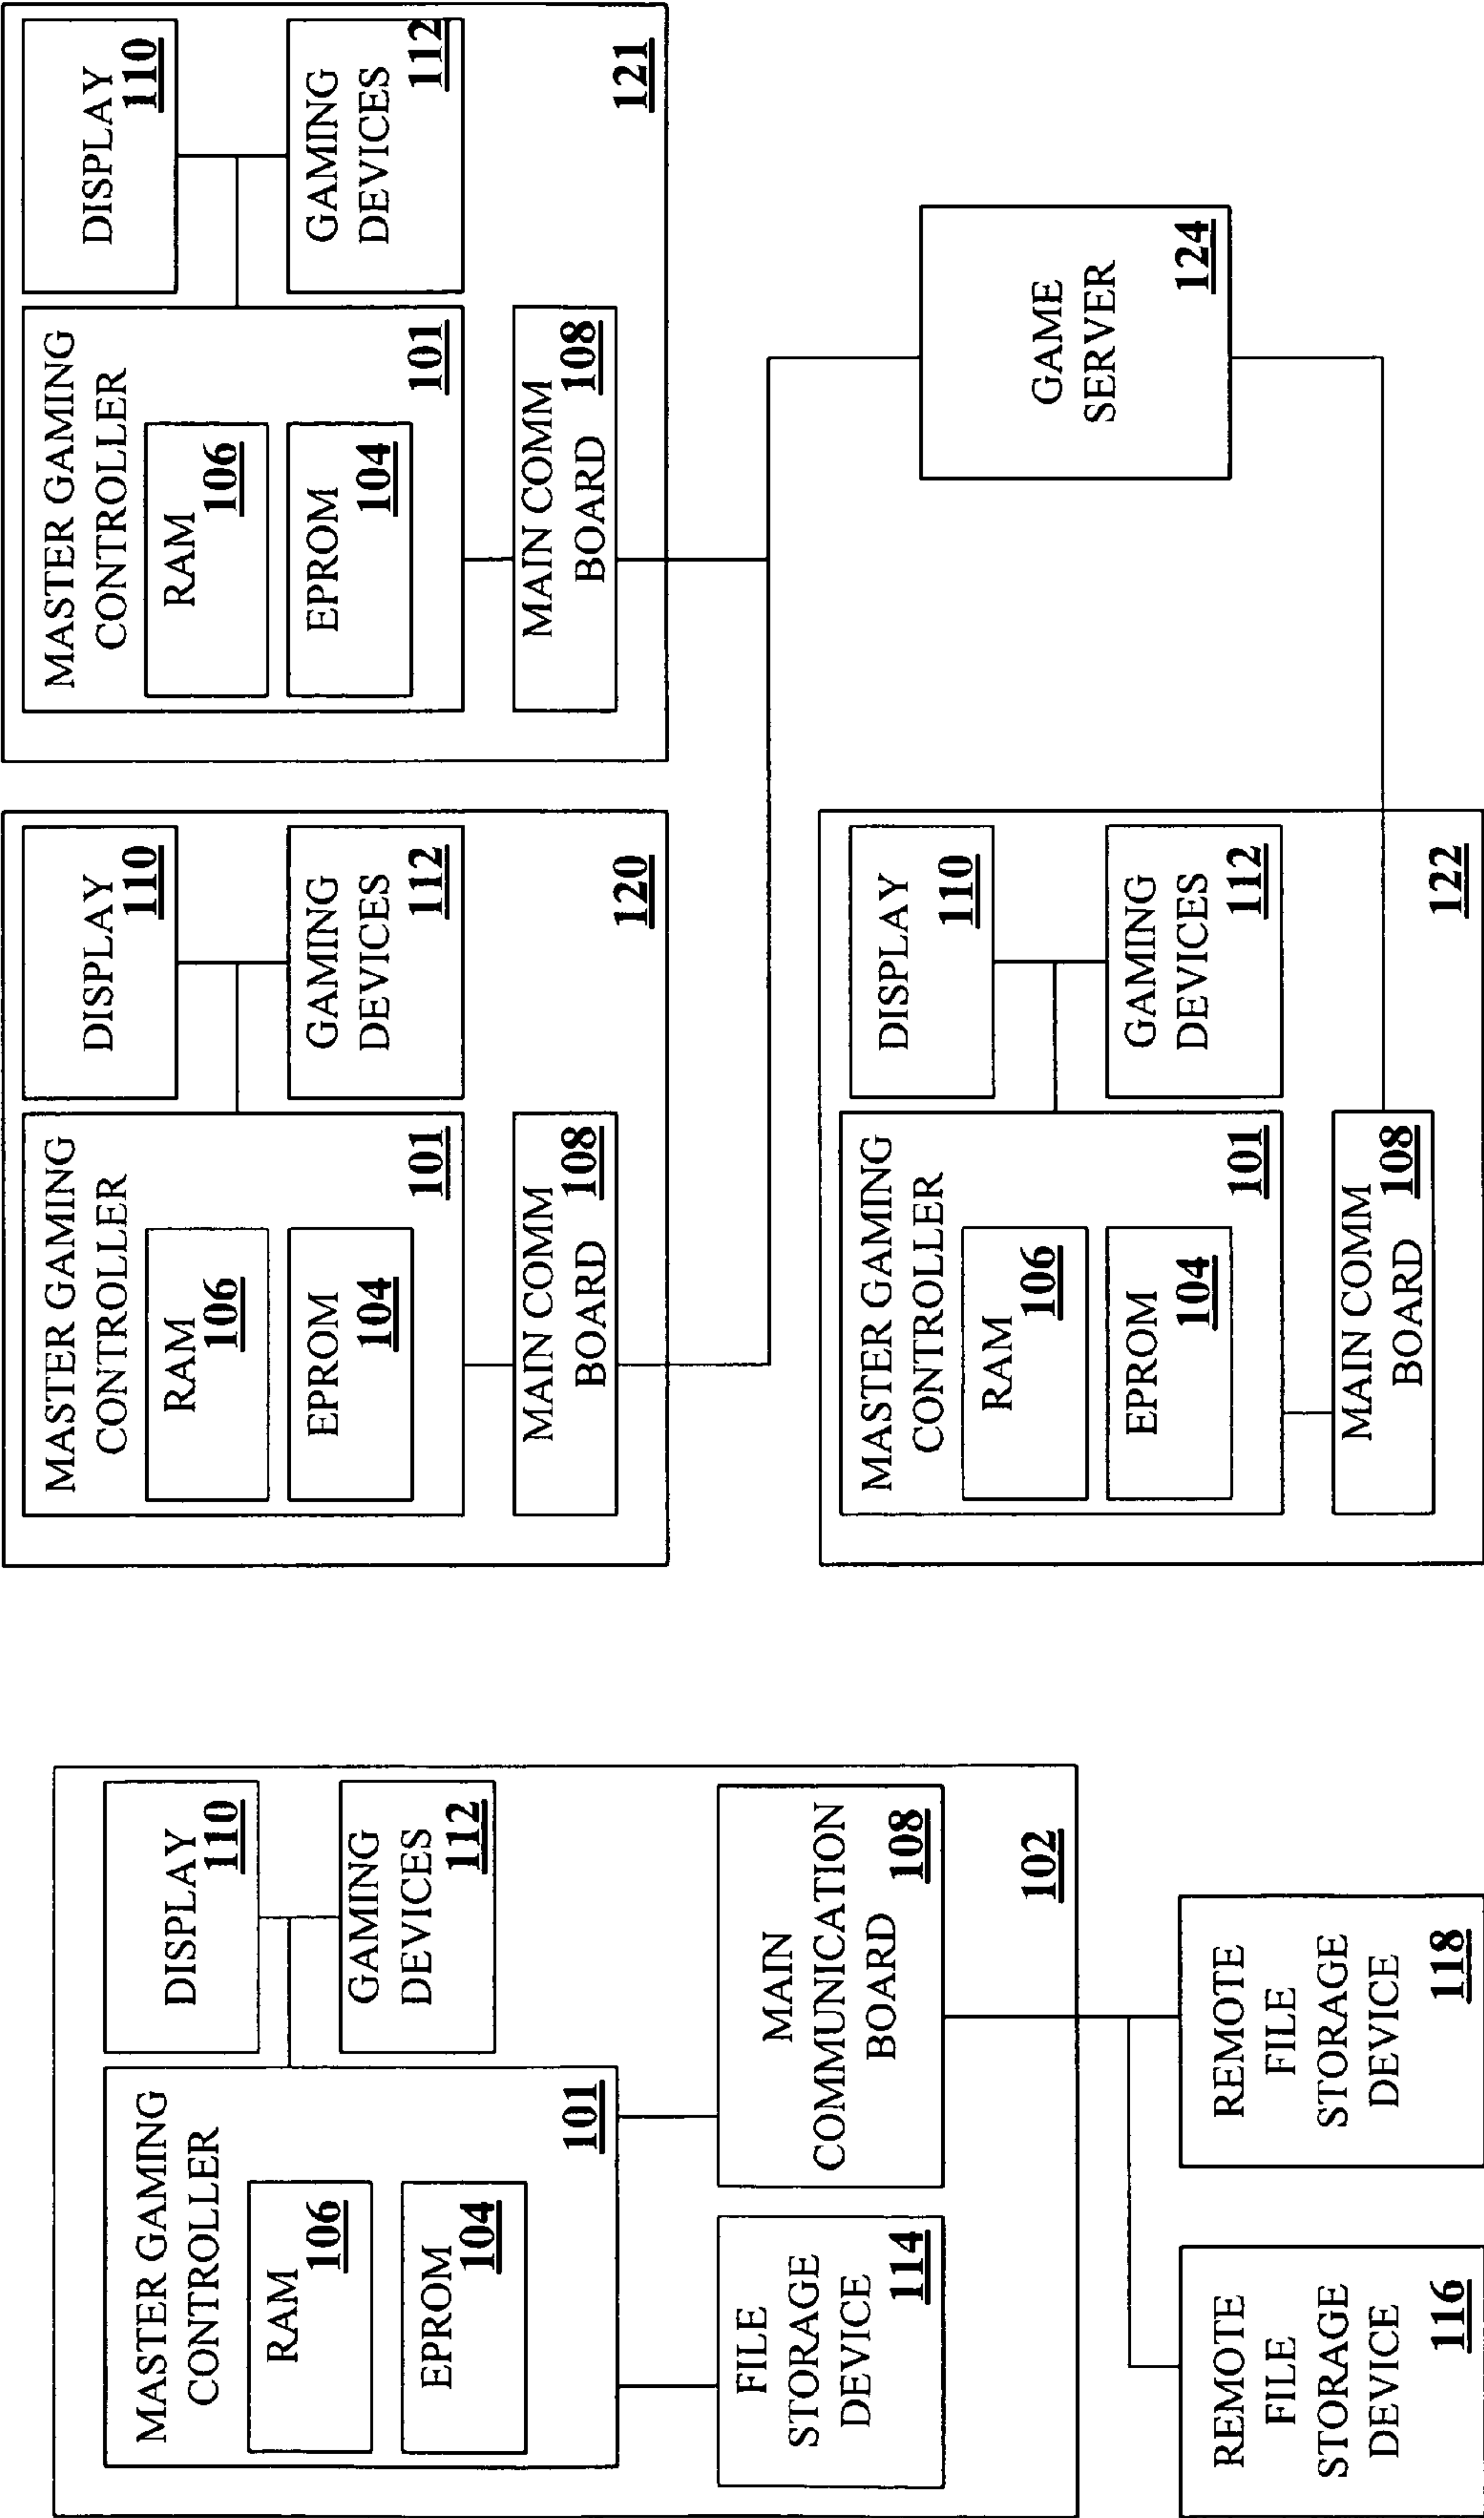 MASTER GAMING
CONTROLLER
RAM
106
EPROM
104
101
DISPLAY
110
GAMING
DEVICES
112
FILE
STORAGE
DEVICE
114
MAIN
COMMUNICATION
BOARD
108
102
REMOTE
FILE
STORAGE
DEVICE
116
REMOTE
FILE
STORAGE
DEVICE
118
MASTER GAMING
CONTROLLER
RAM
106
EPROM
104
101
DISPLAY
110
GAMING
DEVICES
112
MAIN COMM
BOARD
108
120
MASTER GAMING
CONTROLLER
RAM
106
EPROM
104
101
DISPLAY
110
GAMING
DEVICES
112
MAIN COMM
BOARD
108
121
MASTER GAMING
CONTROLLER
RAM
106
EPROM
104
101
DISPLAY
110
GAMING
DEVICES
112
MAIN COMM
BOARD
108
122
GAME
SERVER
124